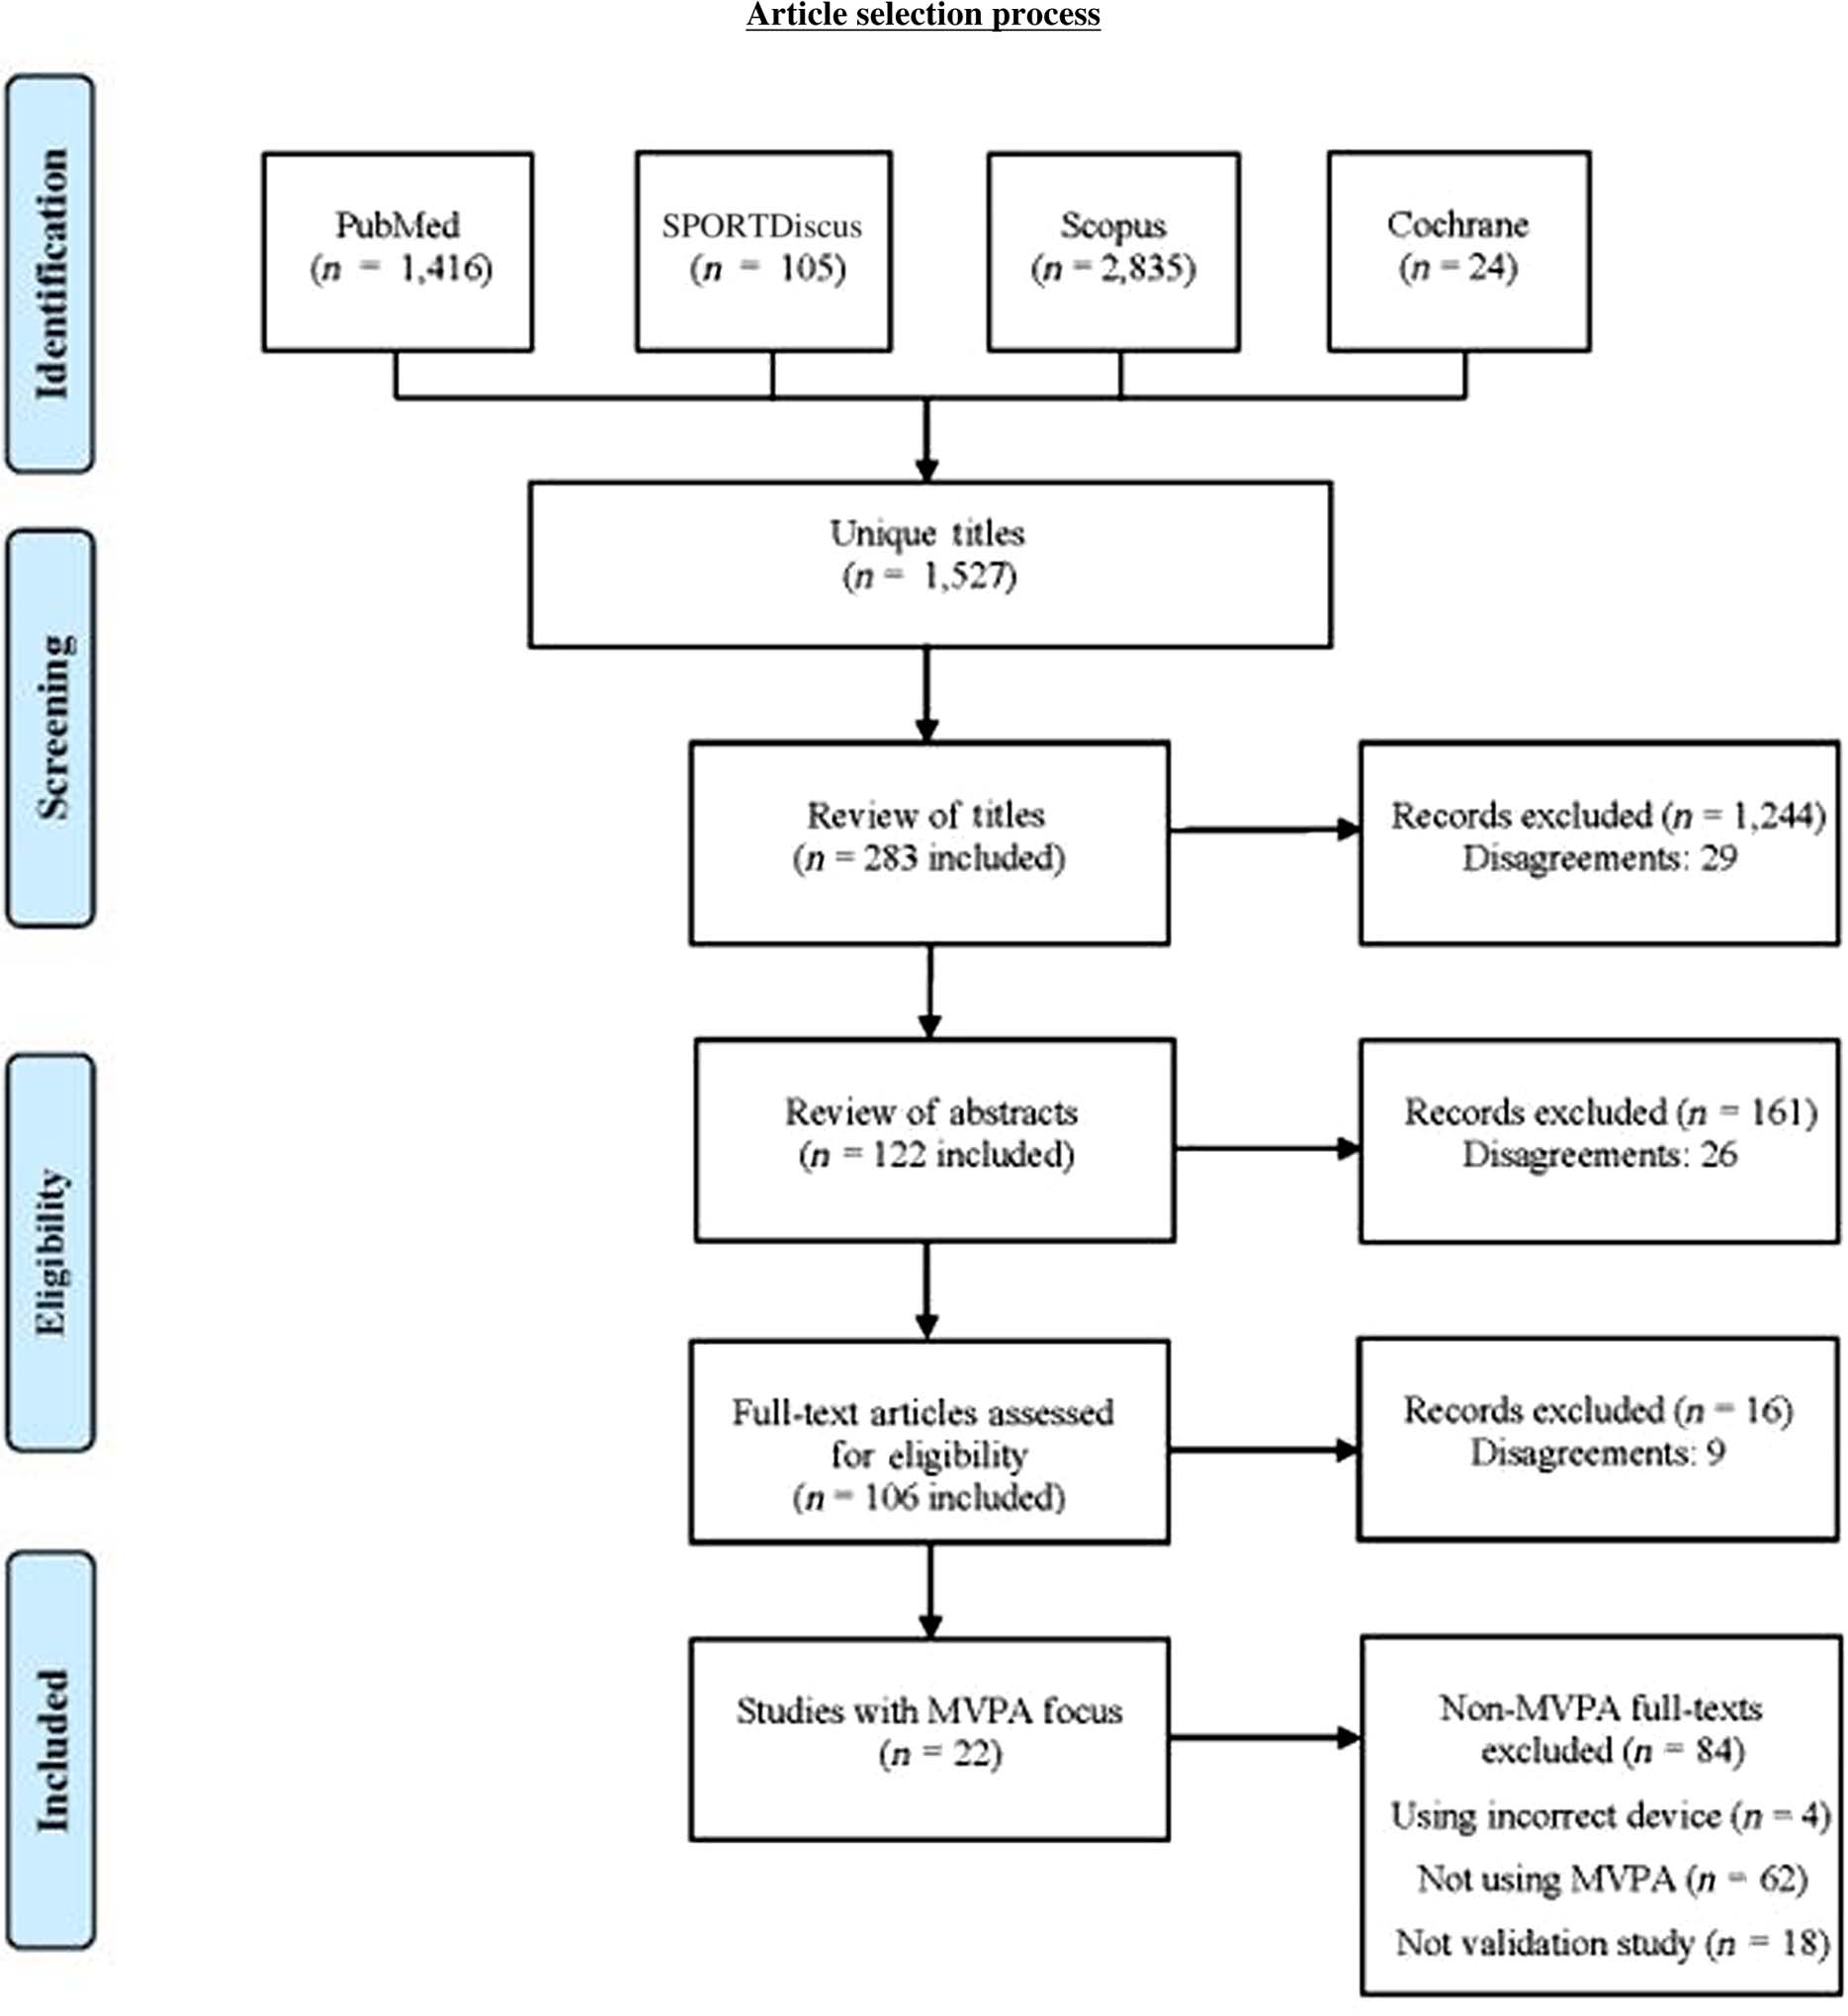 Article selection process
Identification
PubMed
(n = 1,416)
SPORTDiscus
(n = 105)
Scopus
(n = 2,835)
Cochrane
(n = 24)
Unique titles
(n = 1,527)
Screening
Review of titles
(n = 283 included)
Records excluded (n = 1,244)
Disagreements: 29
Eligibility
Review of abstracts
(n = 122 included)
Records excluded (n = 161)
Disagreements: 26
Full-text articles assessed
for eligibility
(n = 106 included)
Records excluded (n = 16)
Disagreements: 9
Included
Studies with MVPA focus
(n = 22)
Non-MVPA full-texts
excluded (n = 84)
Using incorrect device (n = 4)
Not using MVPA (n = 62)
Not validation study (n = 18)